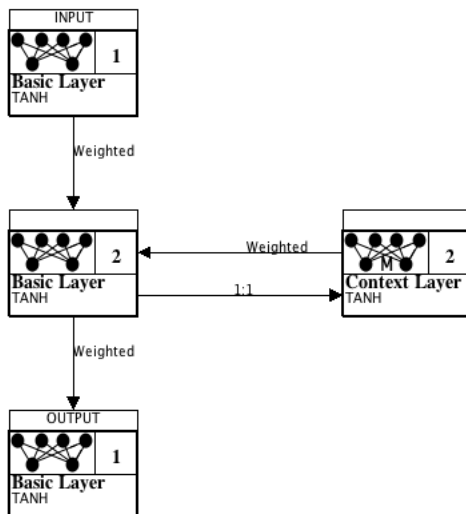 INPUT
1
Basic Layer
TANH
Weighted
2
Basic Layer
TANH
Weighted
1:1
M
2
Context Layer
TANH
Weighted
OUTPUT
1
Basic Layer
TANH